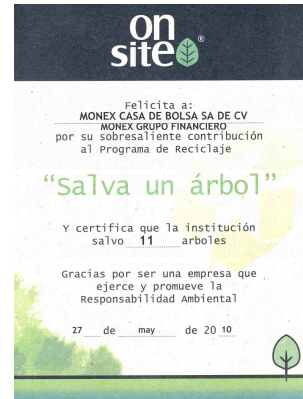 on
site®
Felicita a:
MONEX CASA DE BOLSA SA DE CV
MONEX GRUPO FINANCIERO
por su sobresaliente contribución
al Programa de Reciclaje
“Salva un árbol”
Y certifica que la institución
salvo 11 arboles
Gracias por ser una empresa que
ejerce y promueve la
Responsabilidad Ambiental
27 de may de 20 10